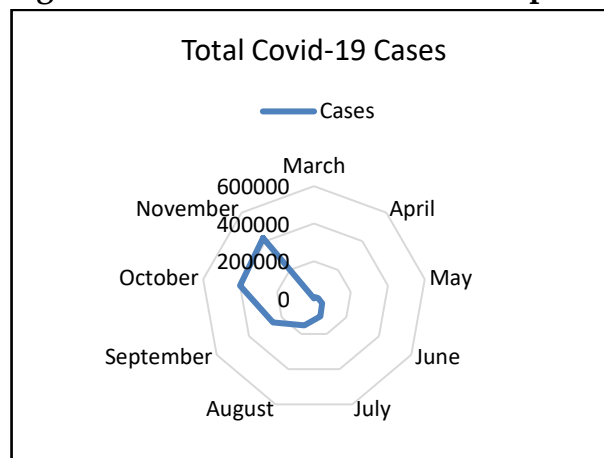 Total Covid-19 Cases
Cases
March
600000
November
April
400000
200000
October
May
0
September
June
August
July